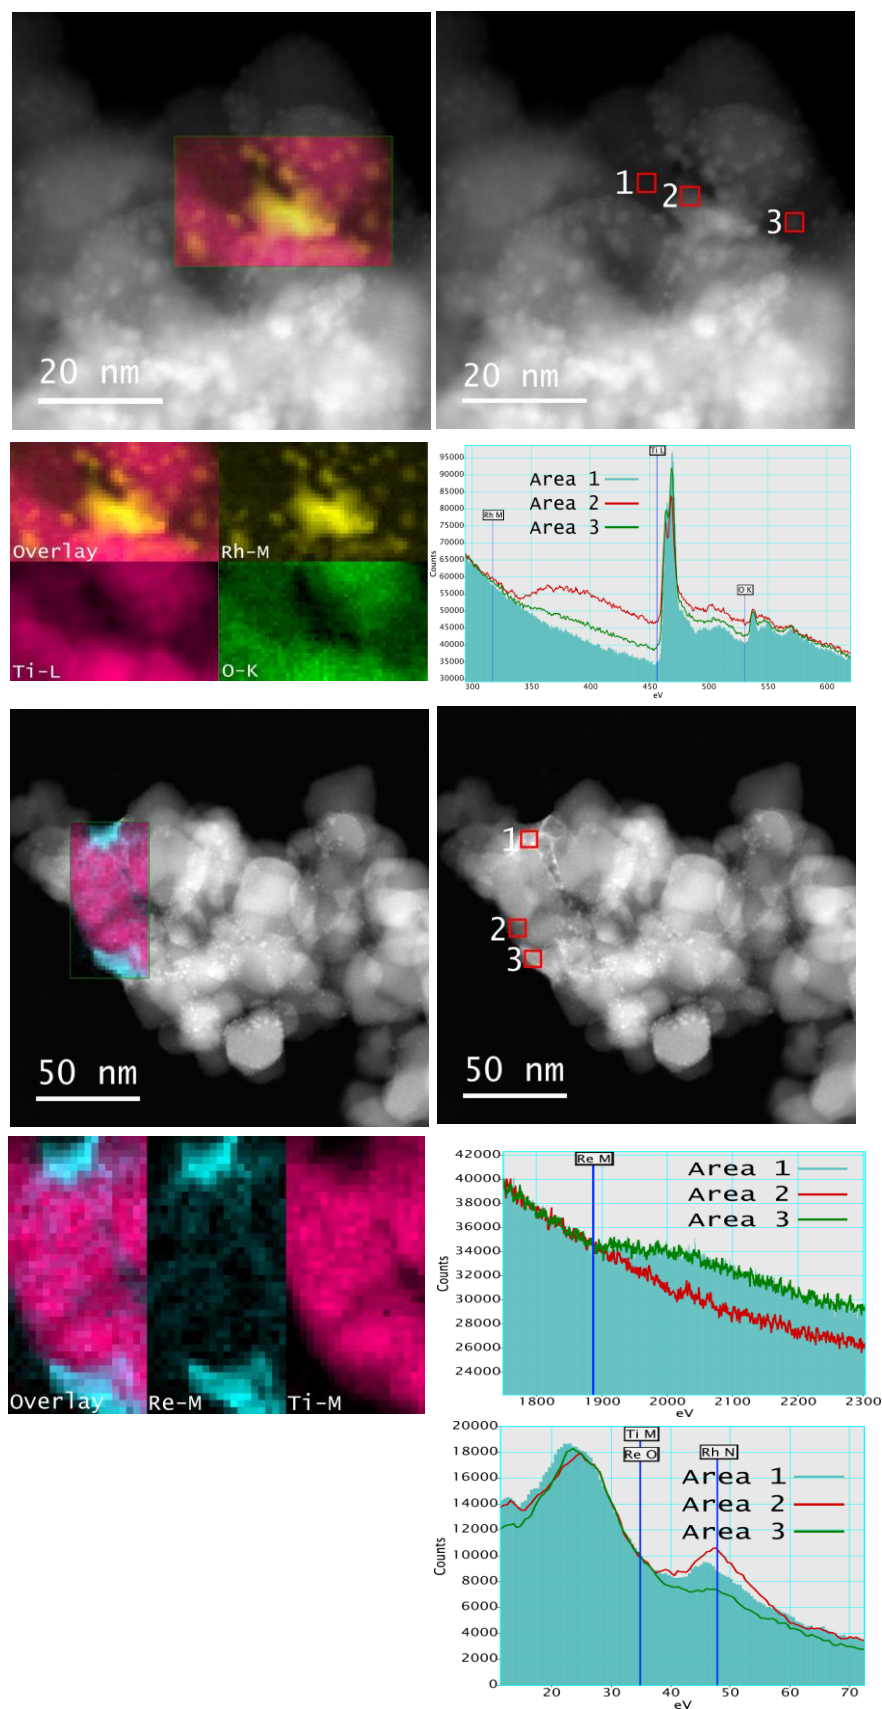 1
2
3
20 nm
20 nm
Overlay
Rh-M
Ti-L
O-K
95000
90000
85000
80000
75000
70000
65000
60000
55000
50000
45000
40000
35000
30000
Counts
Ti L
Rh M
O K
Area 1
Area 2
Area 3
300 350 400 450 500 550 600
eV
1
2
3
50 nm
50 nm
Overlay
Re-M
Ti-M
42000
40000
38000
36000
34000
32000
30000
28000
26000
24000
Counts
Re M
Area 1
Area 2
Area 3
1800 1900 2000 2100 2200 2300
eV
20000
18000
16000
14000
12000
10000
8000
6000
4000
2000
0
Counts
Ti M
Re O
Rh N
Area 1
Area 2
Area 3
20 30 40 50 60 70
eV